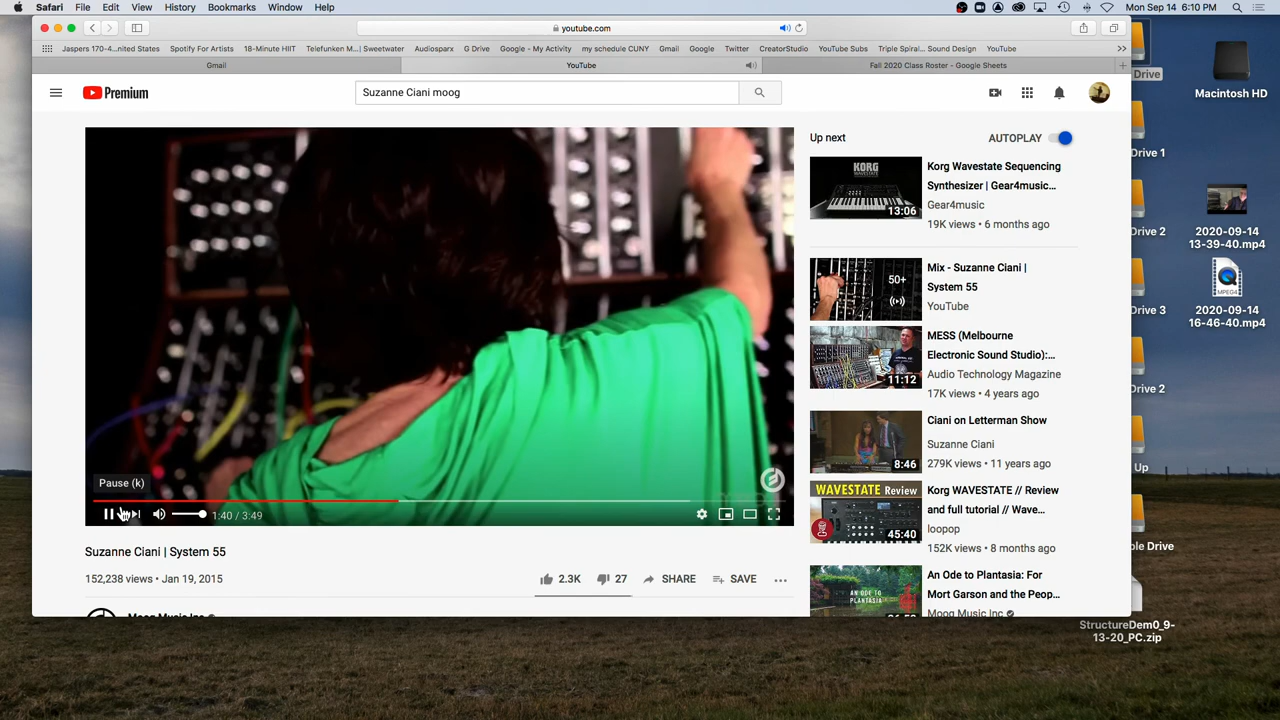 Safari File Edit View History Bookmarks Window Help
Mon Sep 14 6:10 PM
youtube.com
Jaspers 170-4...nited States Spotify For Artists 18-Minute HIIT Telefunken M...| Sweetwater Audiosparx G Drive Google - My Activity my schedule CUNY Gmail Google Twitter CreatorStudio YouTube Subs Triple Spiral... Sound Design YouTube
Gmail YouTube Fall 2020 Class Roster - Google Sheets
Premium
Suzanne Ciani moog
Up next
AUTOPLAY
KORG
WAVESTATE
13:06
Korg Wavestate Sequencing
Synthesizer | Gear4music...
Gear4music
19K views • 6 months ago
50+
Mix - Suzanne Ciani |
System 55
YouTube
11:12
MESS (Melbourne
Electronic Sound Studio):...
Audio Technology Magazine
17K views • 4 years ago
8:46
Ciani on Letterman Show
Suzanne Ciani
279K views • 11 years ago
WAVESTATE Review
45:40
Korg WAVESTATE // Review
and full tutorial // Wave...
loopop
152K views • 8 months ago
AN ODE TO
PLANTASIA
An Ode to Plantasia: For
Mort Garson and the Peop...
Moog Music Inc
Pause (k)
1:40 / 3:49
Suzanne Ciani | System 55
152,238 views • Jan 19, 2015
2.3K 27 SHARE SAVE
Drive
Drive 1
Drive 2
Drive 3
Drive 2
Up
ble Drive
Macintosh HD
2020-09-14
13-39-40.mp4
MPEG4
2020-09-14
16-46-40.mp4
StructureDem0_9-
13-20_PC.zip